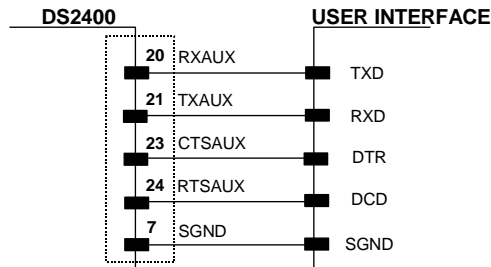 DS2400 USER INTERFACE
20 RXAUX TXD
21 TXAUX RXD
23 CTSAUX DTR
24 RTSAUX DCD
7 SGND SGND